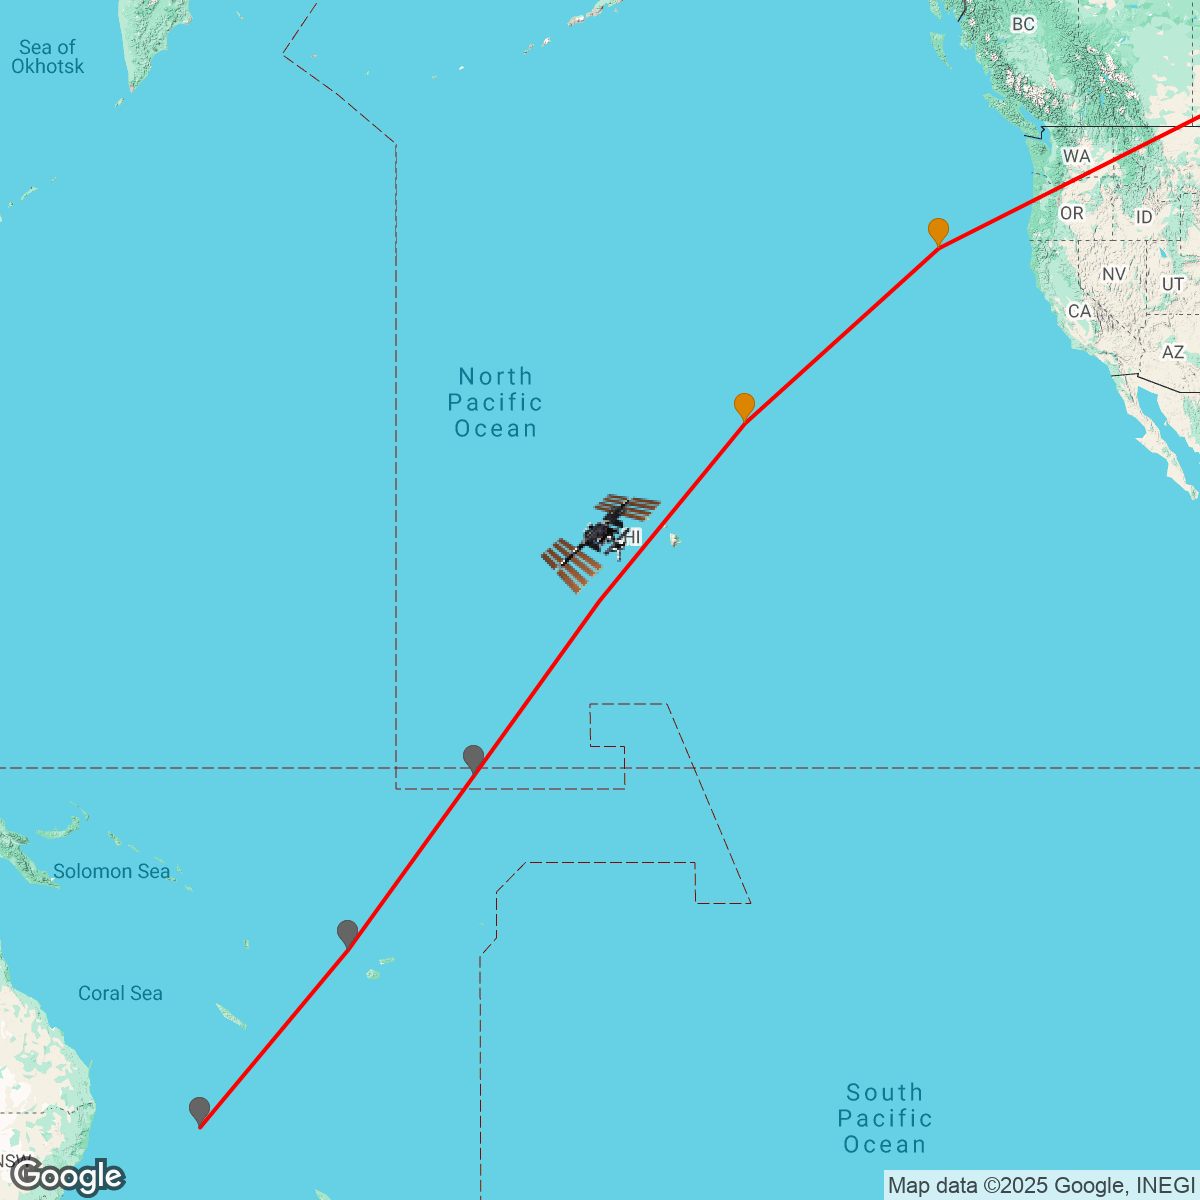 BC
Sea of
Okhotsk
WA
OR
ID
NV
UT
CA
AZ
North
Pacific
Ocean
HI
Solomon Sea
Coral Sea
South
Pacific
Ocean
NSW
Google
Map data ©2025 Google, INEGI